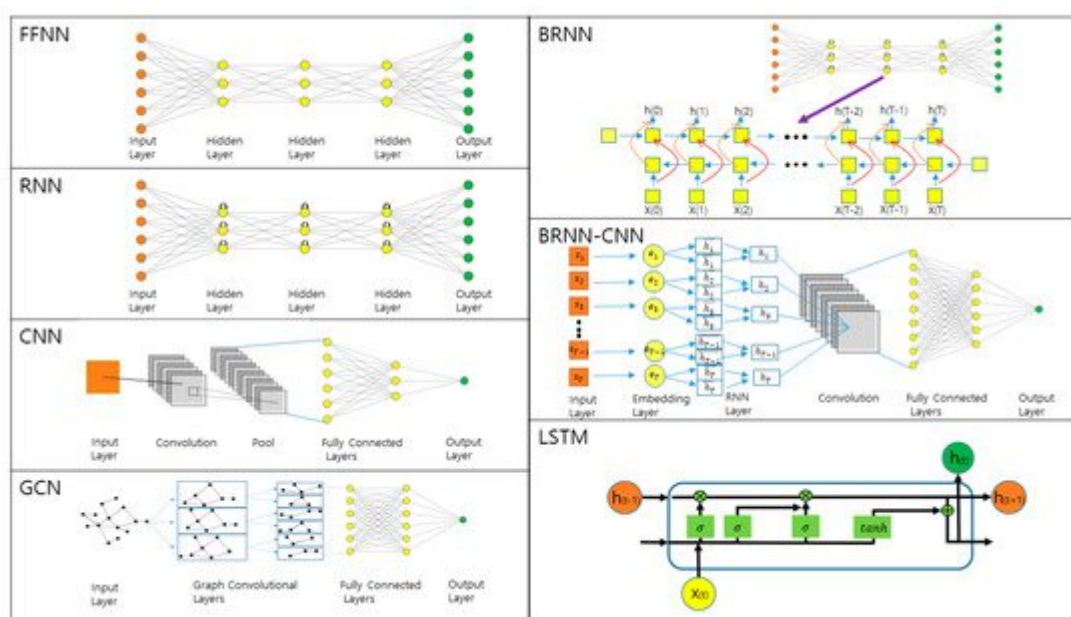 FFNN
Input Layer
Hidden Layer
Hidden Layer
Hidden Layer
Output Layer
RNN
Input Layer
Hidden Layer
Hidden Layer
Hidden Layer
Output Layer
CNN
Input Layer
Convolution
Pool
Fully Connected Layers
Output Layer
GCN
Input Layer
Graph Convolutional Layers
Fully Connected Layers
Output Layer
BRNN
h(0) h(1) h(2) h(T-2) h(T-1) h(T)
X(0) X(1) X(2) X(T-2) X(T-1) X(T)
BRNN-CNN
Input Layer
Embedding Layer
RNN Layer
Convolution
Fully Connected Layers
Output Layer
LSTM
h(t)
h(t-1)
h(t+1)
σ σ σ tanh
X(t)